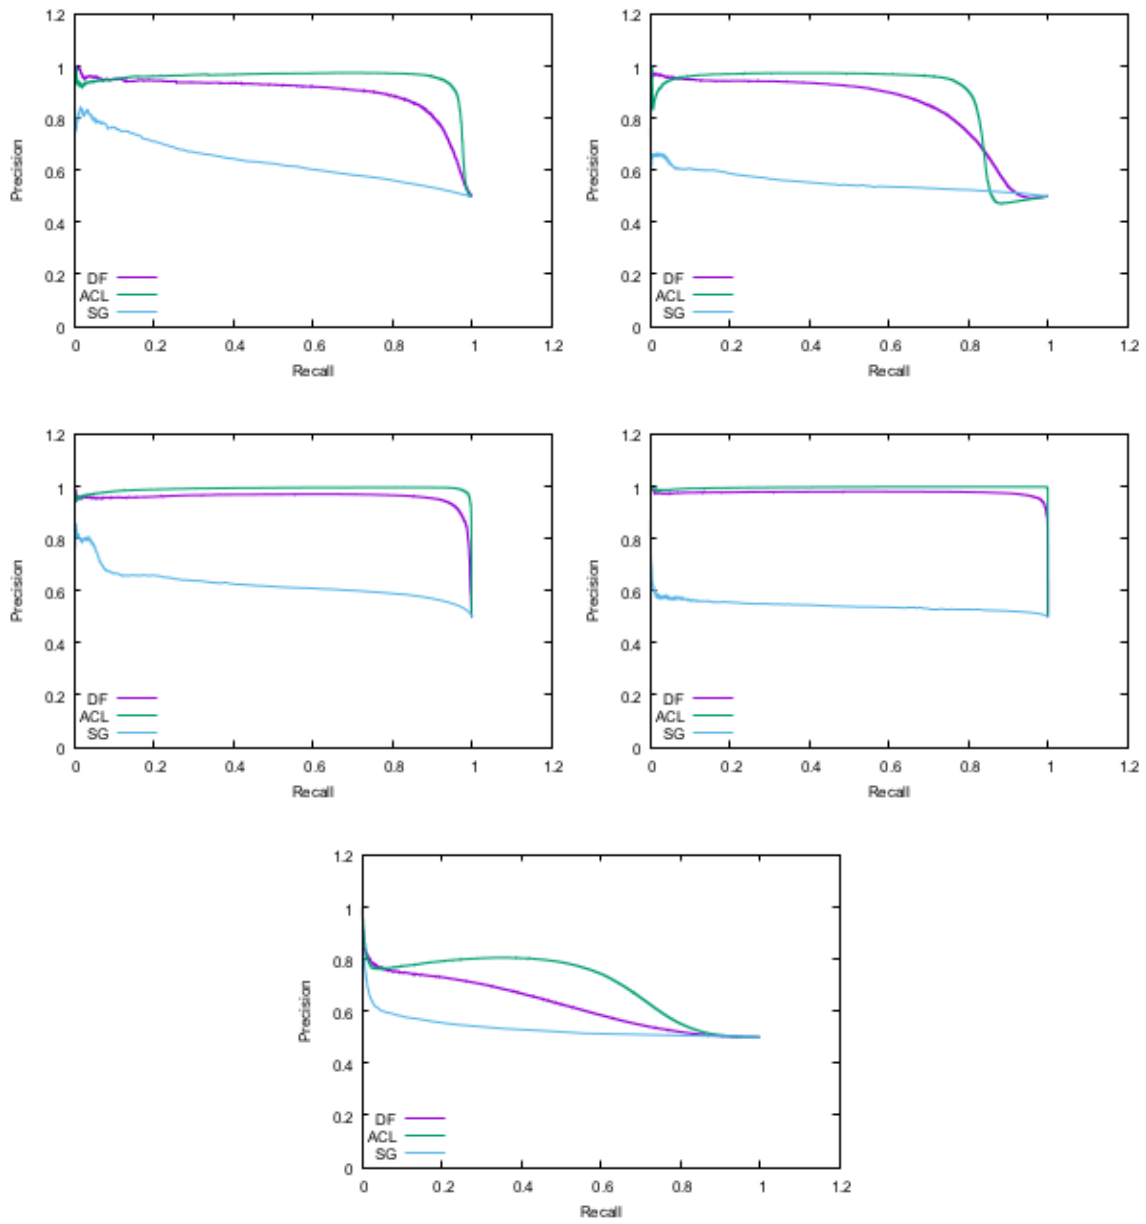 1.2 1.2
1 1
0.8 0.8
Precision Precision
0.6 0.6
0.4 0.4
0.2 0.2
DF DF
ACL ACL
SG SG
0 0
0 0.2 0.4 0.6 0.8 1 1.2 0 0.2 0.4 0.6 0.8 1 1.2
Recall Recall
1.2 1.2
1 1
0.8 0.8
Precision Precision
0.6 0.6
0.4 0.4
0.2 0.2
DF DF
ACL ACL
SG SG
0 0
0 0.2 0.4 0.6 0.8 1 1.2 0 0.2 0.4 0.6 0.8 1 1.2
Recall Recall
1.2
1
0.8
Precision
0.6
0.4
0.2
DF
ACL
SG
0
0 0.2 0.4 0.6 0.8 1 1.2
Recall